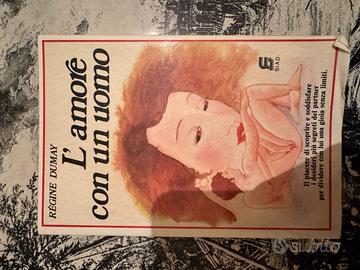 RÉGINE DUMAY
L'amore
con un uomo
SIAD
Il piacere di scoprire e soddisfare
i desideri più segreti del partner
per dividere con lui una gioia senza limiti.
subito